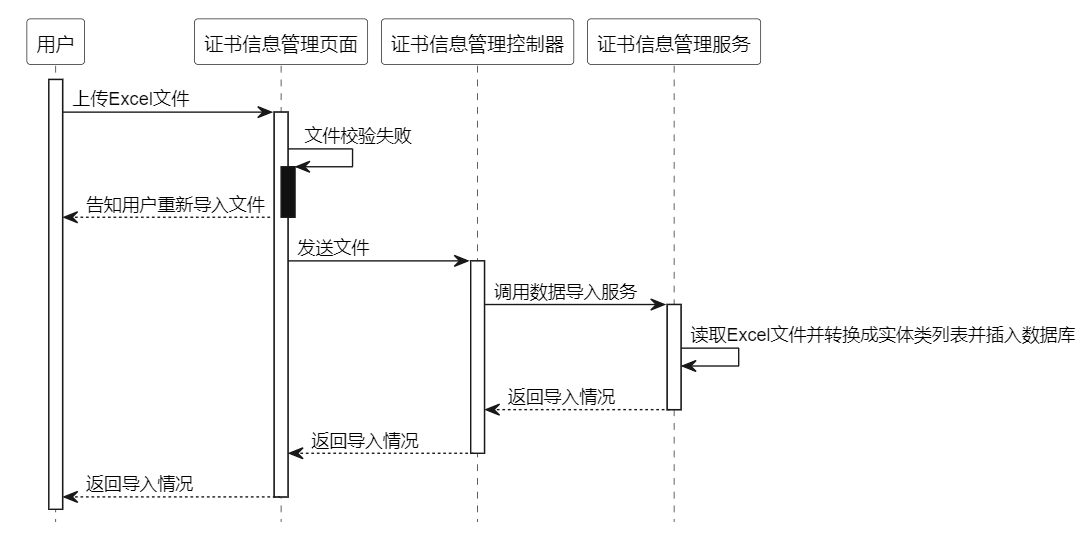 用户
证书信息管理页面
证书信息管理控制器
证书信息管理服务
上传Excel文件
文件校验失败
告知用户重新导入文件
发送文件
调用数据导入服务
读取Excel文件并转换成实体类列表并插入数据库
返回导入情况
返回导入情况
返回导入情况